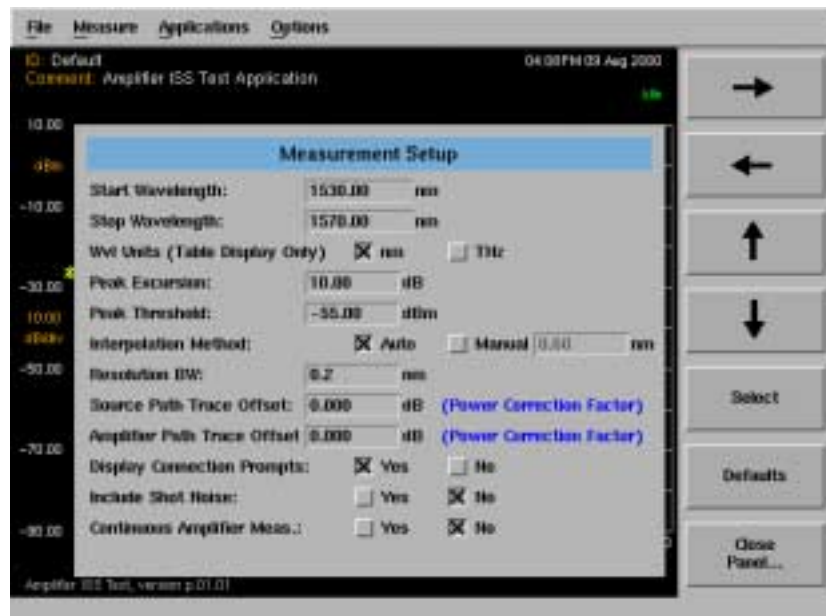 File Measure Applications Options
ID: Default
04:00PM 09 Aug 2000
Comment: Amplifier ISS Test Application
Idle
10.00
dBm
-10.00
-30.00
10.00
dB/div
-50.00
-70.00
-90.00
Measurement Setup
Start Wavelength: 1530.00 nm
Stop Wavelength: 1570.00 nm
Wvl Units (Table Display Only) nm THz
Peak Excursion: 10.00 dB
Peak Threshold: -55.00 dBm
Interpolation Method: Auto Manual nm
Resolution BW: 0.2 nm
Source Path Trace Offset: 0.000 dB (Power Correction Factor)
Amplifier Path Trace Offset 0.000 dB (Power Correction Factor)
Display Connection Prompts: Yes No
Include Shot Noise: Yes No
Continuous Amplifier Meas.: Yes No
Amplifier ISS Test, version p.01.01
Select
Defaults
Close
Panel...